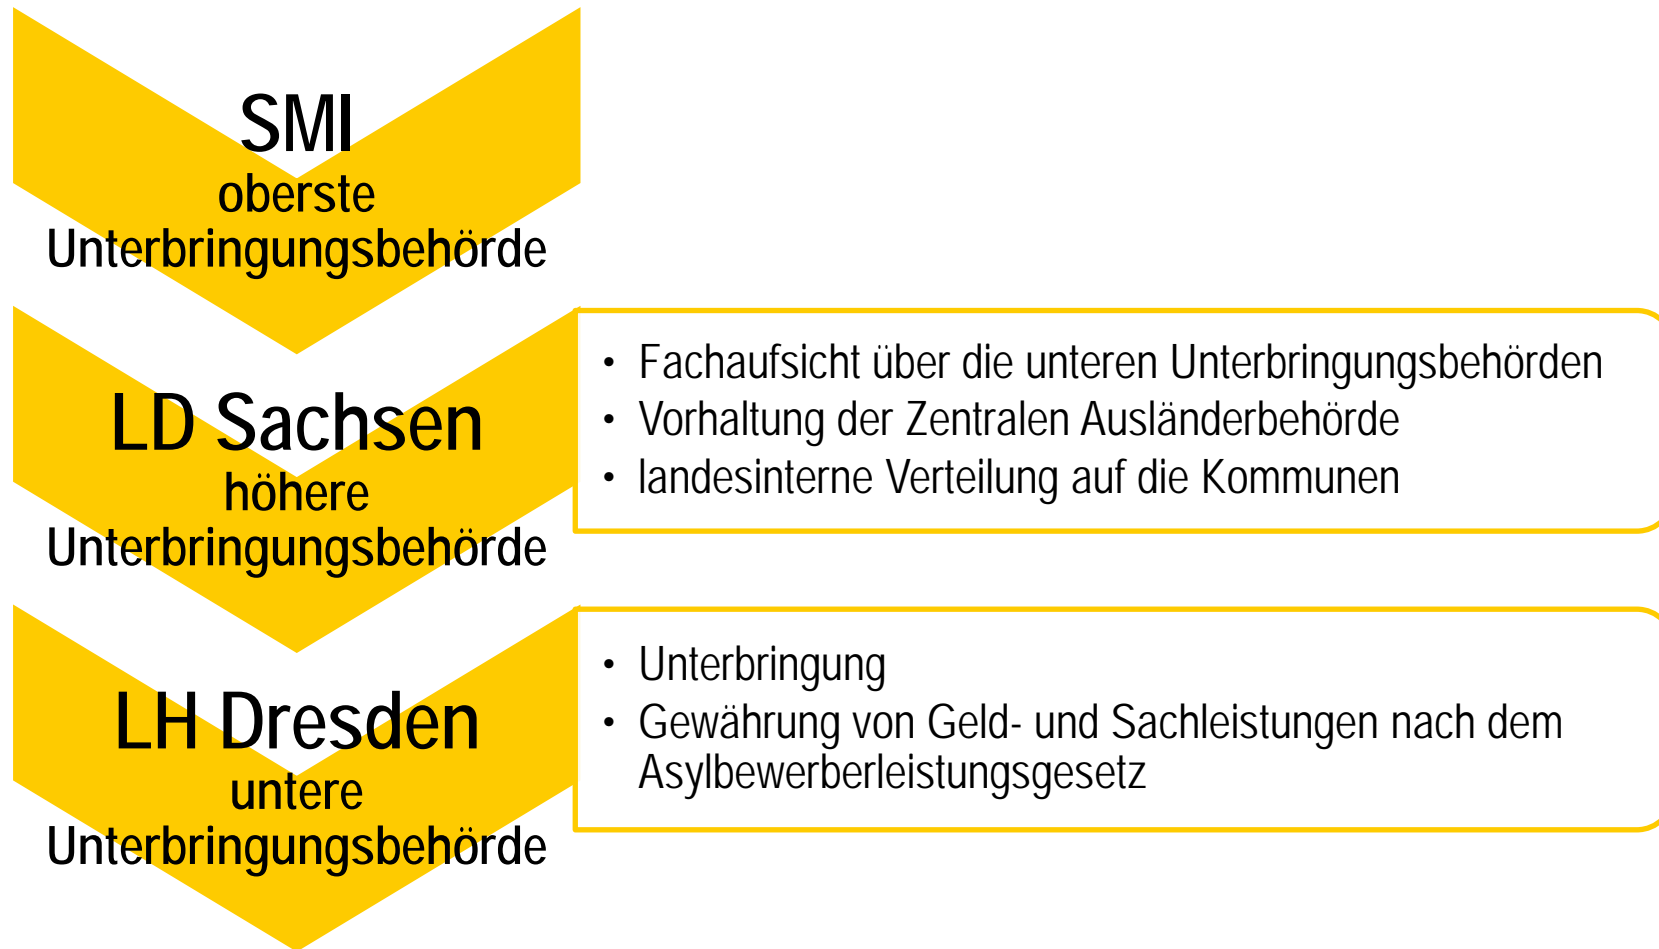 SMI
oberste
Unterbringungsbehörde
LD Sachsen
höhere
Unterbringungsbehörde
• Fachaufsicht über die unteren Unterbringungsbehörden
• Vorhaltung der Zentralen Ausländerbehörde
• landesinterne Verteilung auf die Kommunen
LH Dresden
untere
Unterbringungsbehörde
• Unterbringung
• Gewährung von Geld- und Sachleistungen nach dem
Asylbewerberleistungsgesetz